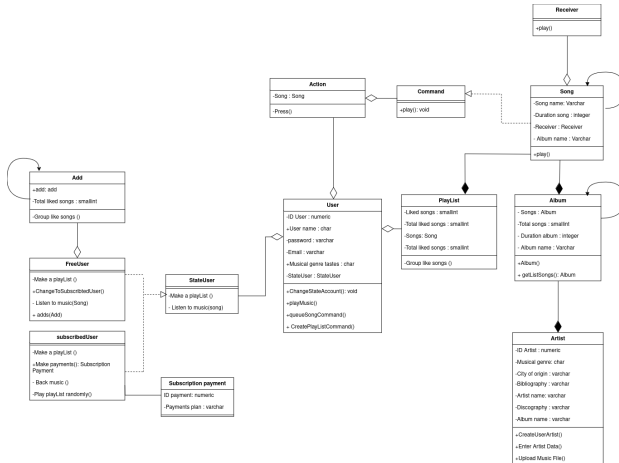 Receiver
+play()
Action
-Song : Song
-Press()
Command
+play(): void
Song
-Song name: Varchar
-Duration song : integer
-Receiver : Receiver
- Album name : Varchar
+play()
Add
+add: add
-Total liked songs : smallint
-Group like songs ()
User
-ID User : numeric
+User name : char
-password : varchar
-Email : varchar
+Musical genre tastes : char
-StateUser : StateUser
+ChangeStateAccount(): void
+playMusic()
+queueSongCommand()
+ CreatePlayListCommand()
PlayList
-Liked songs : smallint
-Total liked songs : smallint
-Songs: Song
-Total liked songs : smallint
-Group like songs ()
Album
- Songs : Album
-Total songs : smallint
- Duration album : integer
- Album name : Varchar
+Album()
+ getListSongs(): Album
FreeUser
-Make a playList ()
+ChangeToSubscribtedUser()
- Listen to music(Song)
+ adds(Add)
StateUser
-Make a playList ()
- Listen to music(song)
subscribedUser
-Make a playList ()
+Make payments(): Subscription
Payment
- Back music ()
-Play playList randomly()
Subscription payment
ID payment: numeric
-Payments plan : varchar
Artist
-ID Artist : numeric
-Musical genre: char
-City of origin : varchar
-Bibliography : varchar
-Artist name: varchar
-Discography : varchar
-Album name : varchar
+CreateUserArtist()
+Enter Artist Data()
+Upload Music File()